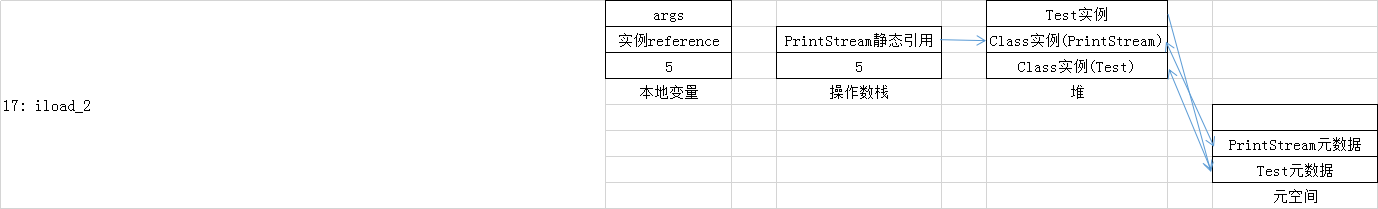 args Test实例
实例reference PrintStream静态引用 Class实例(PrintStream)
5 5 Class实例(Test)
17: iload_2 本地变量 操作数栈 堆
PrintStream元数据
Test元数据
元空间